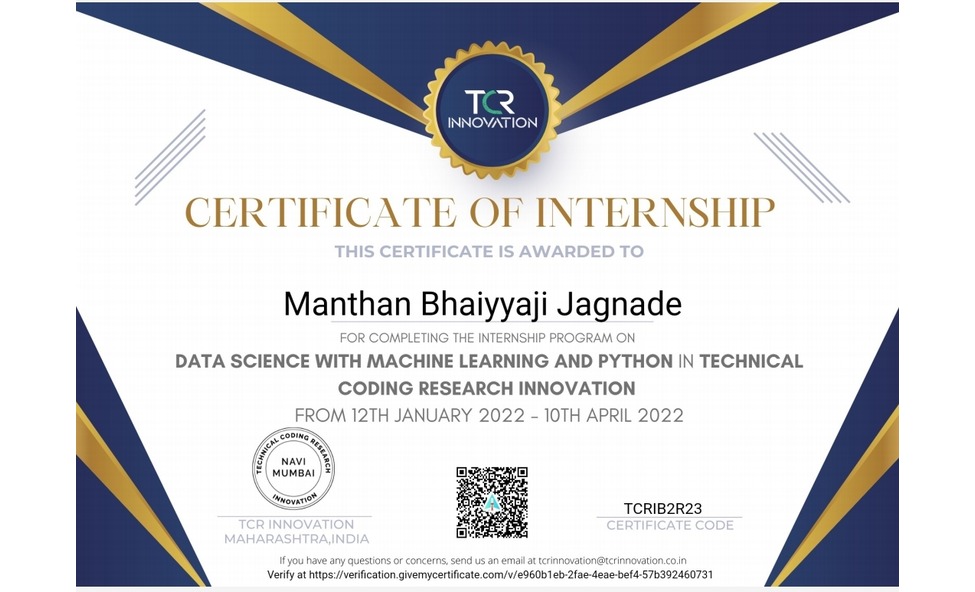 TCR
INNOVATION
CERTIFICATE OF INTERNSHIP
THIS CERTIFICATE IS AWARDED TO
Manthan Bhaiyyaji Jagnade
FOR COMPLETING THE INTERNSHIP PROGRAM ON
DATA SCIENCE WITH MACHINE LEARNING AND PYTHON IN TECHNICAL
CODING RESEARCH INNOVATION
FROM 12TH JANUARY 2022 - 10TH APRIL 2022
TECHNICAL CODING RESEARCH
NAVI
MUMBAI
INNOVATION
TCR INNOVATION
MAHARASHTRA,INDIA
TCRIB2R23
CERTIFICATE CODE
If you have any questions or concerns, send us an email at tcrinnovation@tcrinnovation.co.in
Verify at https://verification.givemycertificate.com/v/e960b1eb-2fae-4eae-bef4-57b392460731